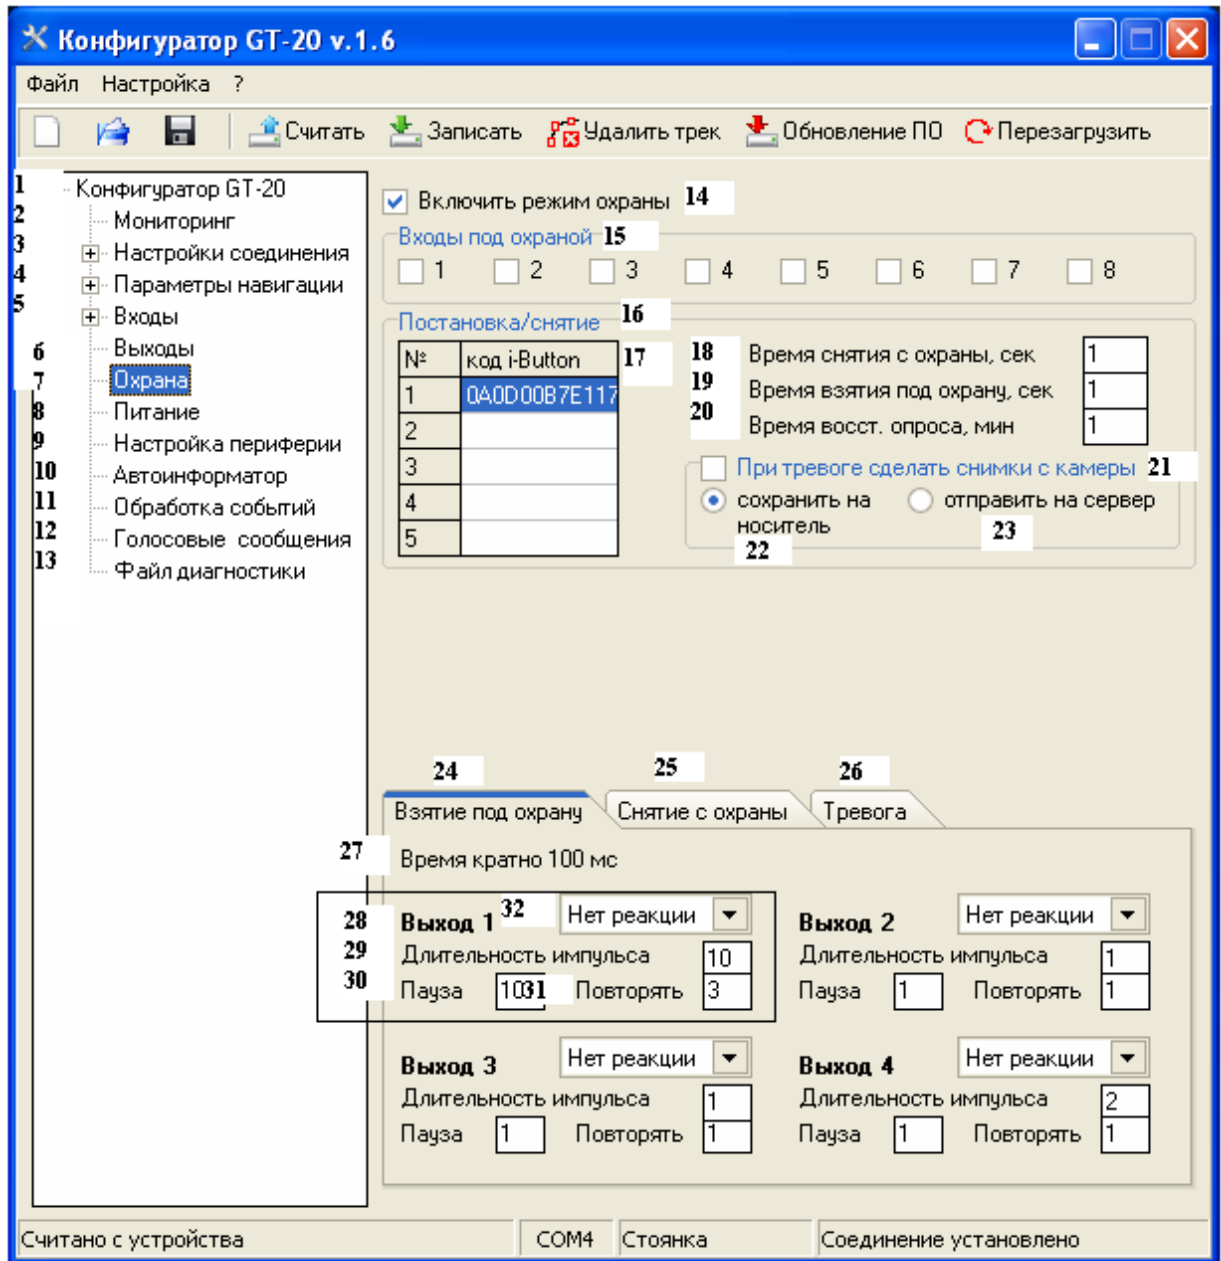 Конфигуратор GT-20 v.1.6
Файл Настройка ?
Считать Записать Удалить трек Обновление ПО Перезагрузить
1 Конфигуратор GT-20
2 Мониторинг
3 Настройки соединения
4 Параметры навигации
5 Входы
6 Выходы
7 Охрана
8 Питание
9 Настройка периферии
10 Автоинформатор
11 Обработка событий
12 Голосовые сообщения
13 Файл диагностики
Включить режим охраны 14
Входы под охраной 15
1 2 3 4 5 6 7 8
Постановка/снятие 16
№ код i-Button 17
1 0A0D00B7E117
2
3
4
5
18 Время снятия с охраны, сек 1
19 Время взятия под охрану, сек 1
20 Время восст. опроса, мин 1
При тревоге сделать снимки с камеры 21
сохранить на носитель 22
отправить на сервер 23
24 25 26
Взятие под охрану Снятие с охраны Тревога
27 Время кратно 100 мс
28 Выход 1 32 Нет реакции
29 Длительность импульса 10
30 Пауза 10 31 Повторять 3
Выход 2 Нет реакции
Длительность импульса 1
Пауза 1 Повторять 1
Выход 3 Нет реакции
Длительность импульса 1
Пауза 1 Повторять 1
Выход 4 Нет реакции
Длительность импульса 2
Пауза 1 Повторять 1
Считано с устройства COM4 Стоянка Соединение установлено